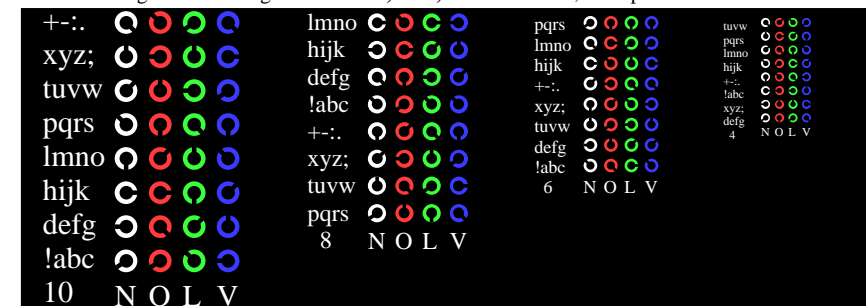 +-:.
xyz;
tuvw
pqrs
lmno
hijk
defg
!abc
10 N O L V
lmno
hijk
defg
!abc
+-:.
xyz;
tuvw
pqrs
8 N O L V
pqrs
lmno
hijk
+-:.
xyz;
tuvw
defg
!abc
6 N O L V
tuvw
pqrs
lmno
hijk
+-:.
!abc
xyz;
defg
4 N O L V